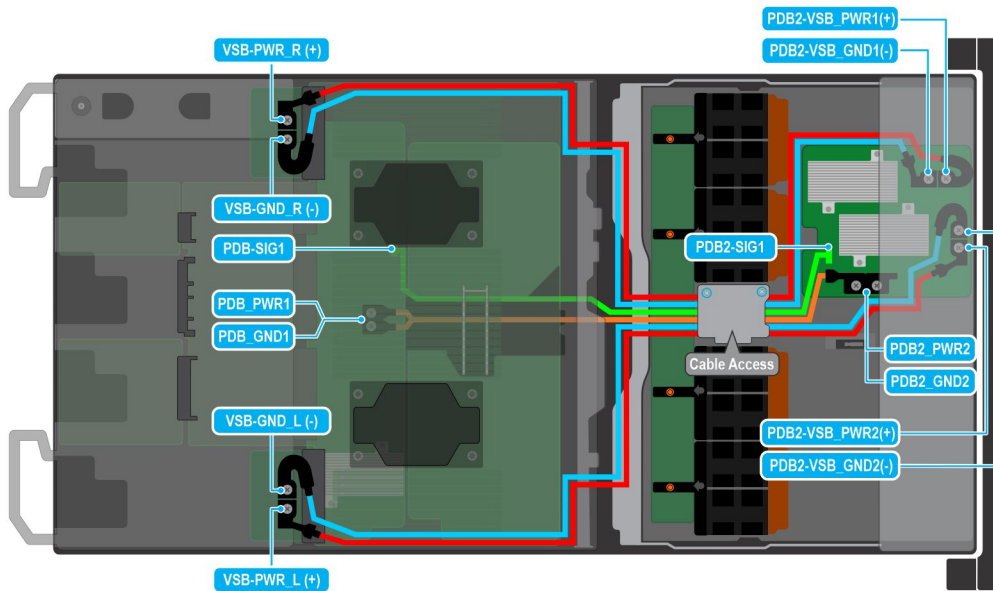 PDB2-VSB_PWR1(+)
VSB-PWR_R (+)
PDB2-VSB_GND1(-)
VSB-GND_R (-)
PDB-SIG1
PDB2-SIG1
PDB_PWR1
PDB_GND1
Cable Access
PDB2_PWR2
PDB2_GND2
VSB-GND_L (-)
PDB2-VSB_PWR2(+)
PDB2-VSB_GND2(-)
VSB-PWR_L (+)